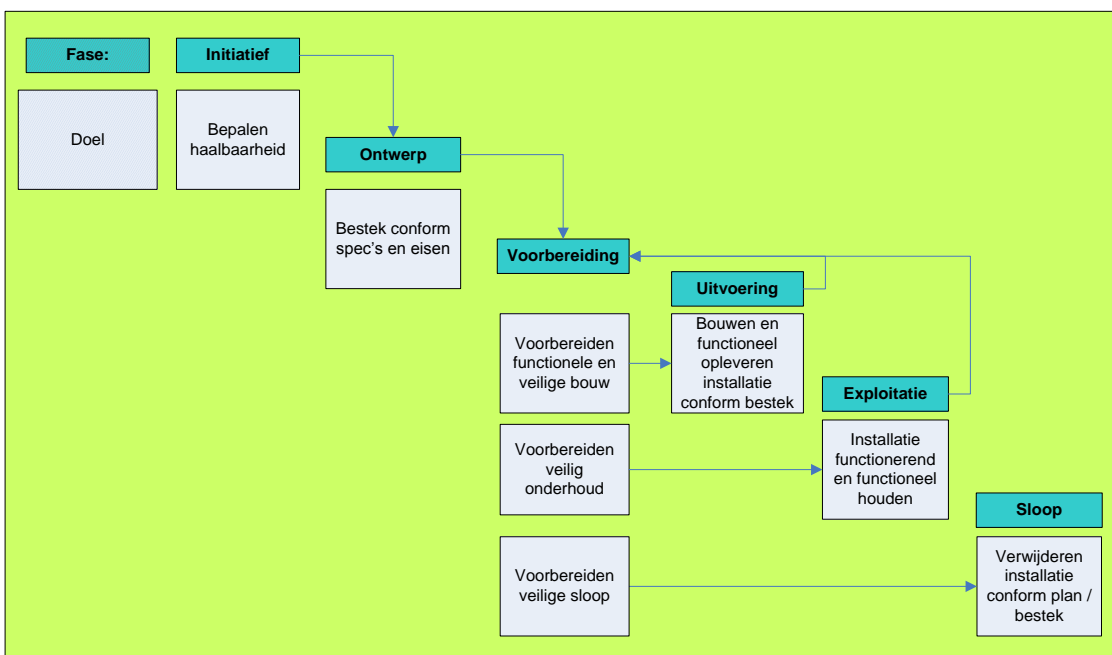 Fase:
Initiatief
Doel
Bepalen
haalbaarheid
Ontwerp
Bestek conform
spec's en eisen
Voorbereiding
Uitvoering
Voorbereiden
functionele en
veilige bouw
Bouwen en
functioneel
opleveren
installatie
conform bestek
Exploitatie
Voorbereiden
veilig
onderhoud
Installatie
functionerend
en functioneel
houden
Sloop
Voorbereiden
veilige sloop
Verwijderen
installatie
conform plan /
bestek